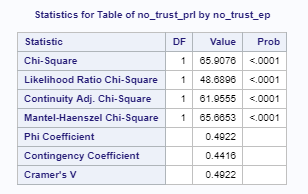 Statistics for Table of no_trust_prl by no_trust_ep
Statistic DF Value Prob
Chi-Square 1 65.9076 <.0001
Likelihood Ratio Chi-Square 1 48.6896 <.0001
Continuity Adj. Chi-Square 1 61.9555 <.0001
Mantel-Haenszel Chi-Square 1 65.6653 <.0001
Phi Coefficient 0.4922
Contingency Coefficient 0.4416
Cramer's V 0.4922